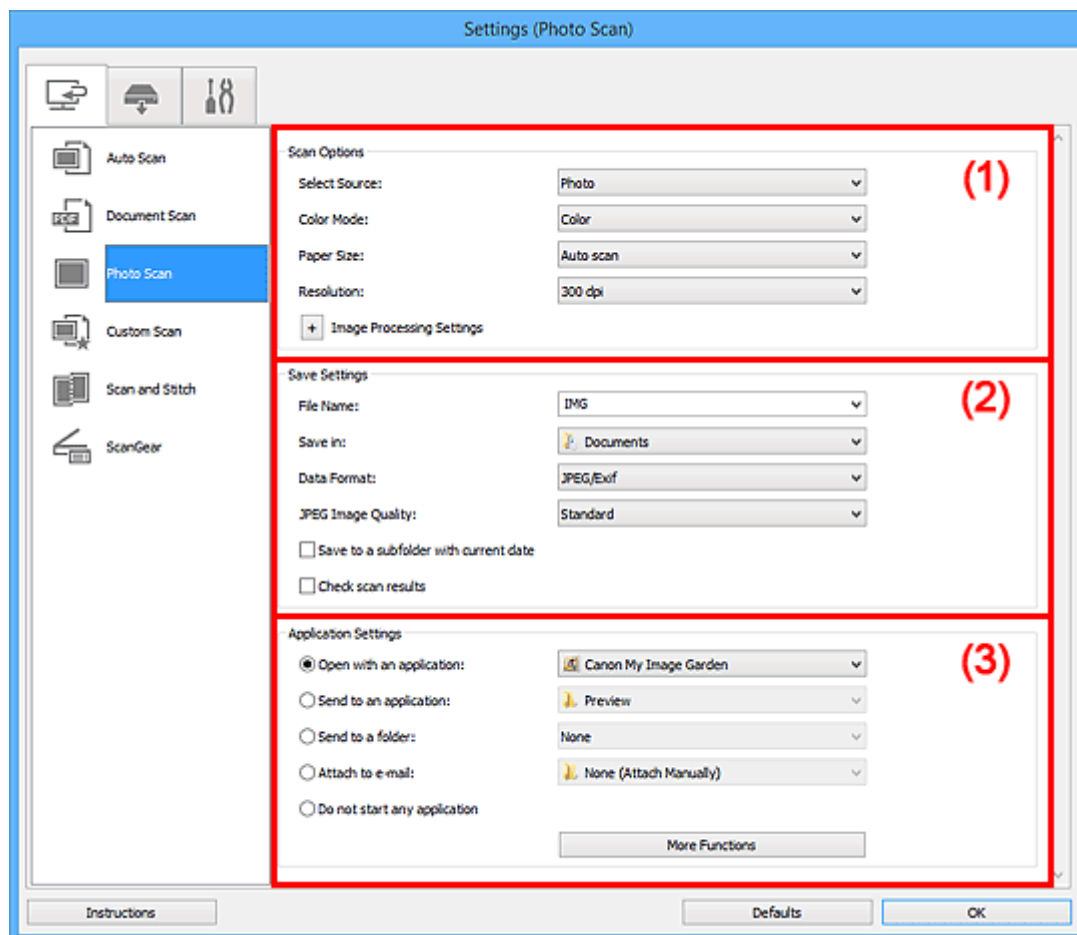 Settings (Photo Scan)
Auto Scan
Document Scan
Photo Scan
Custom Scan
Scan and Stitch
ScanGear
Scan Options
(1)
Select Source: Photo
Color Mode: Color
Paper Size: Auto scan
Resolution: 300 dpi
+ Image Processing Settings
Save Settings
(2)
File Name: IMG
Save in: Documents
Data Format: JPEG/Exif
JPEG Image Quality: Standard
Save to a subfolder with current date
Check scan results
Application Settings
(3)
Open with an application: Canon My Image Garden
Send to an application: Preview
Send to a folder: None
Attach to e-mail: None (Attach Manually)
Do not start any application
More Functions
Instructions Defaults OK